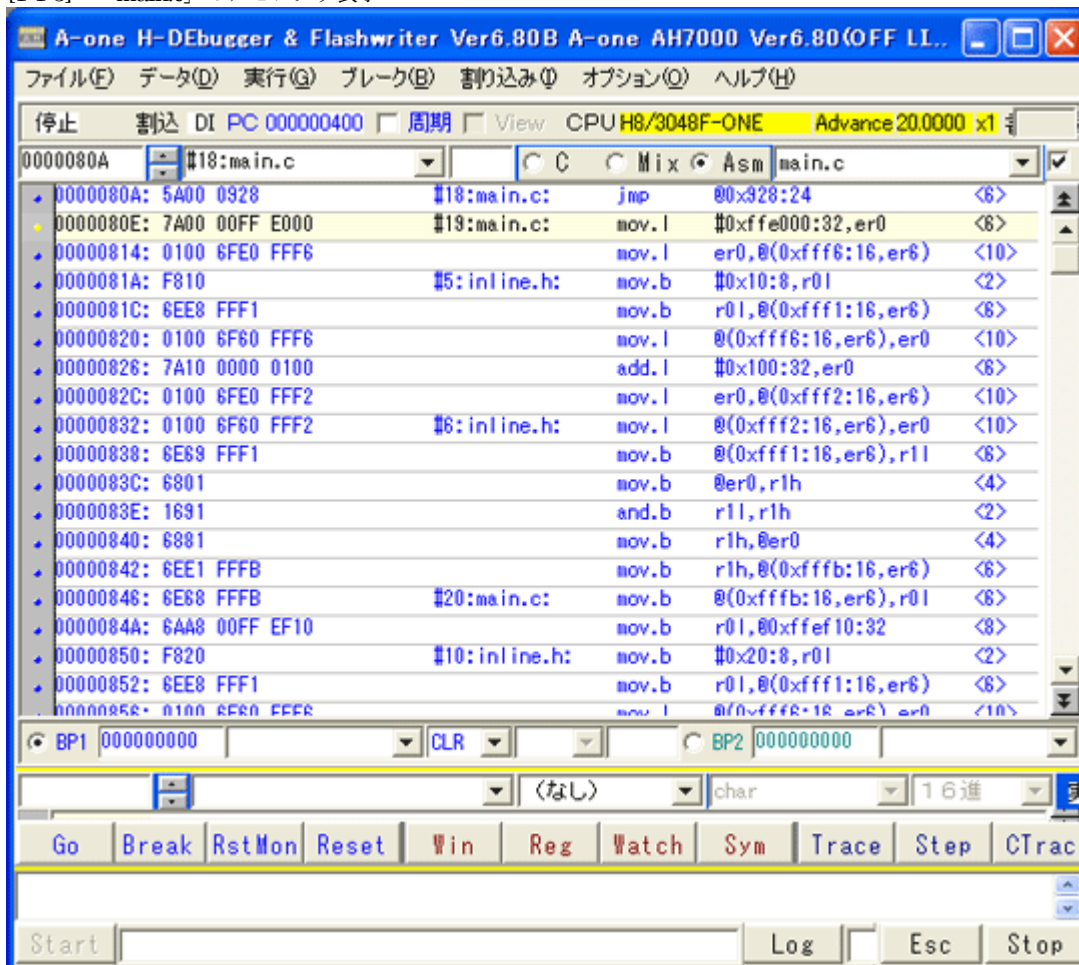 A-one H-DEbugger & Flashwriter Ver6.80B A-one AH7000 Ver6.80(OFF LI..
ファイル(F) データ(D) 実行(G) ブレーク(B) 割り込み(I) オプション(O) ヘルプ(H)
停止 割込 DI PC 000000400 周期 View CPU H8/3048F-ONE Advance 20.0000 x1
0000080A #18:main.c C Mix Asm main.c
0000080A: 5A00 0928 #18:main.c: jmp @0x928:24 <6>
0000080E: 7A00 00FF E000 #19:main.c: mov.l #0xffe000:32,er0 <6>
00000814: 0100 6FE0 FFF6 mov.l er0,@(0xfff6:16,er6) <10>
0000081A: F810 #5:inline.h: mov.b #0x10:8,r0l <2>
0000081C: 6EE8 FFF1 mov.b r0l,@(0xfff1:16,er6) <6>
00000820: 0100 6F60 FFF6 mov.l @(0xfff6:16,er6),er0 <10>
00000826: 7A10 0000 0100 add.l #0x100:32,er0 <6>
0000082C: 0100 6FE0 FFF2 mov.l er0,@(0xfff2:16,er6) <10>
00000832: 0100 6F60 FFF2 #6:inline.h: mov.l @(0xfff2:16,er6),er0 <10>
00000838: 6E69 FFF1 mov.b @(0xfff1:16,er6),r1l <6>
0000083C: 6801 mov.b @er0,r1h <4>
0000083E: 1691 and.b r1l,r1h <2>
00000840: 6881 mov.b r1h,@er0 <4>
00000842: 6EE1 FFFB mov.b r1h,@(0xfffb:16,er6) <6>
00000846: 6E68 FFFB #20:main.c: mov.b @(0xfffb:16,er6),r0l <6>
0000084A: 6AA8 00FF EF10 mov.b r0l,@0xffef10:32 <8>
00000850: F820 #10:inline.h: mov.b #0x20:8,r0l <2>
00000852: 6EE8 FFF1 mov.b r0l,@(0xfff1:16,er6) <6>
00000856: 0100 6F60 FFF6 mov.l @(0xfff6:16,er6),er0 <10>
BP1 000000000 CLR BP2 000000000
(なし) char 16進
Go Break RstMon Reset Win Reg Watch Sym Trace Step CTrac
Start Log Esc Stop